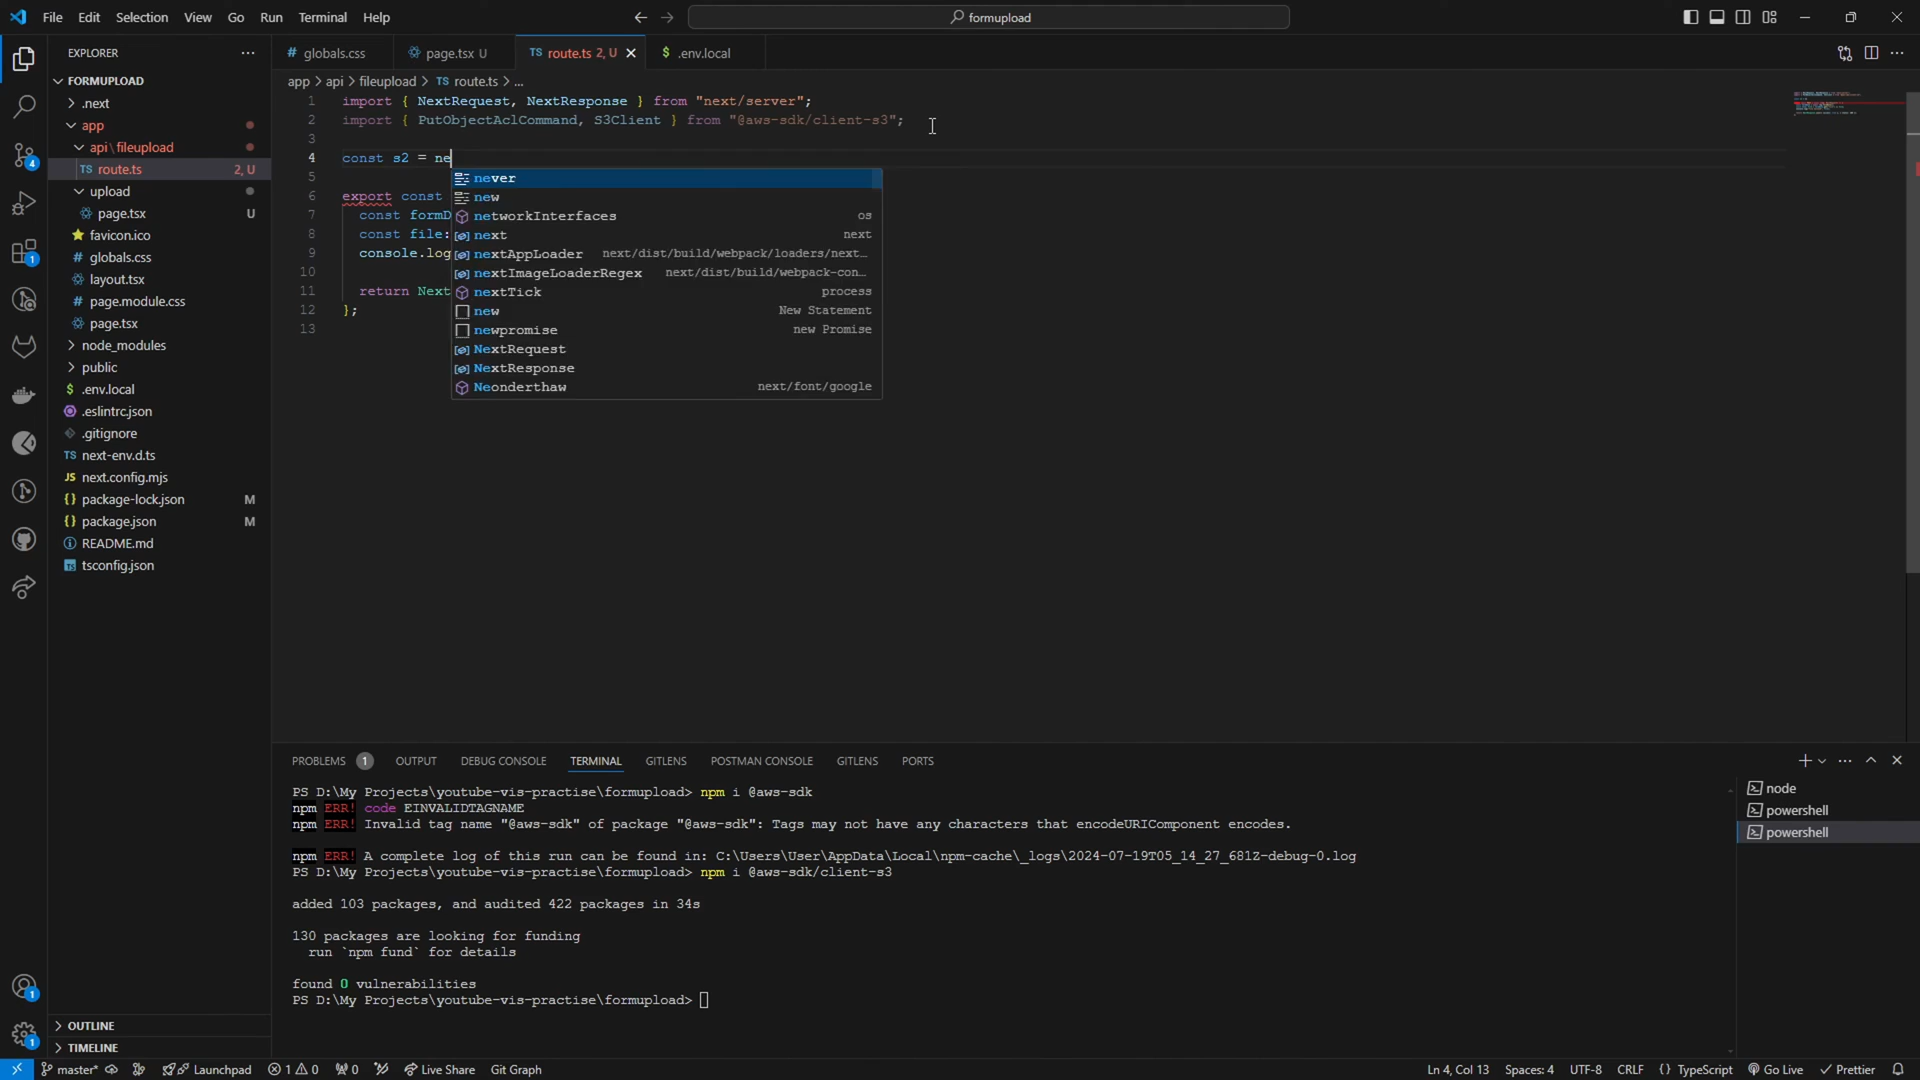 File Edit Selection View Go Run Terminal Help
formupload
EXPLORER
globals.css
page.tsx U
TS route.ts 2, U
$ .env.local
FORMUPLOAD
.next
app
api\fileupload
TS route.ts 2, U
upload
page.tsx U
favicon.ico
# globals.css
layout.tsx
# page.module.css
page.tsx
node_modules
public
$ .env.local
.eslintrc.json
.gitignore
TS next-env.d.ts
JS next.config.mjs
{} package-lock.json M
{} package.json M
README.md
tsconfig.json
OUTLINE
TIMELINE
app > api > fileupload > TS route.ts > ...
1 import { NextRequest, NextResponse } from "next/server";
2 import { PutObjectAclCommand, S3Client } from "@aws-sdk/client-s3";
3
4 const s2 = ne
5
6 export const
7 const formD
8 const file:
9 console.log
10
11 return Next
12 };
13
never
new
networkInterfaces os
next next
nextAppLoader next/dist/build/webpack/loaders/next...
nextImageLoaderRegex next/dist/build/webpack-con...
nextTick process
new New Statement
newpromise new Promise
NextRequest
NextResponse
Neonderthaw next/font/google
PROBLEMS 1 OUTPUT DEBUG CONSOLE TERMINAL GITLENS POSTMAN CONSOLE GITLENS PORTS
PS D:\My Projects\youtube-vis-practise\formupload> npm i @aws-sdk
npm ERR! code EINVALIDTAGNAME
npm ERR! Invalid tag name "@aws-sdk" of package "@aws-sdk": Tags may not have any characters that encodeURIComponent encodes.
npm ERR! A complete log of this run can be found in: C:\Users\User\AppData\Local\npm-cache\_logs\2024-07-19T05_14_27_681Z-debug-0.log
PS D:\My Projects\youtube-vis-practise\formupload> npm i @aws-sdk/client-s3
added 103 packages, and audited 422 packages in 34s
130 packages are looking for funding
run `npm fund` for details
found 0 vulnerabilities
PS D:\My Projects\youtube-vis-practise\formupload>
node
powershell
powershell
master* Launchpad 1 0 0 Live Share Git Graph
Ln 4, Col 13 Spaces: 4 UTF-8 CRLF {} TypeScript Go Live Prettier